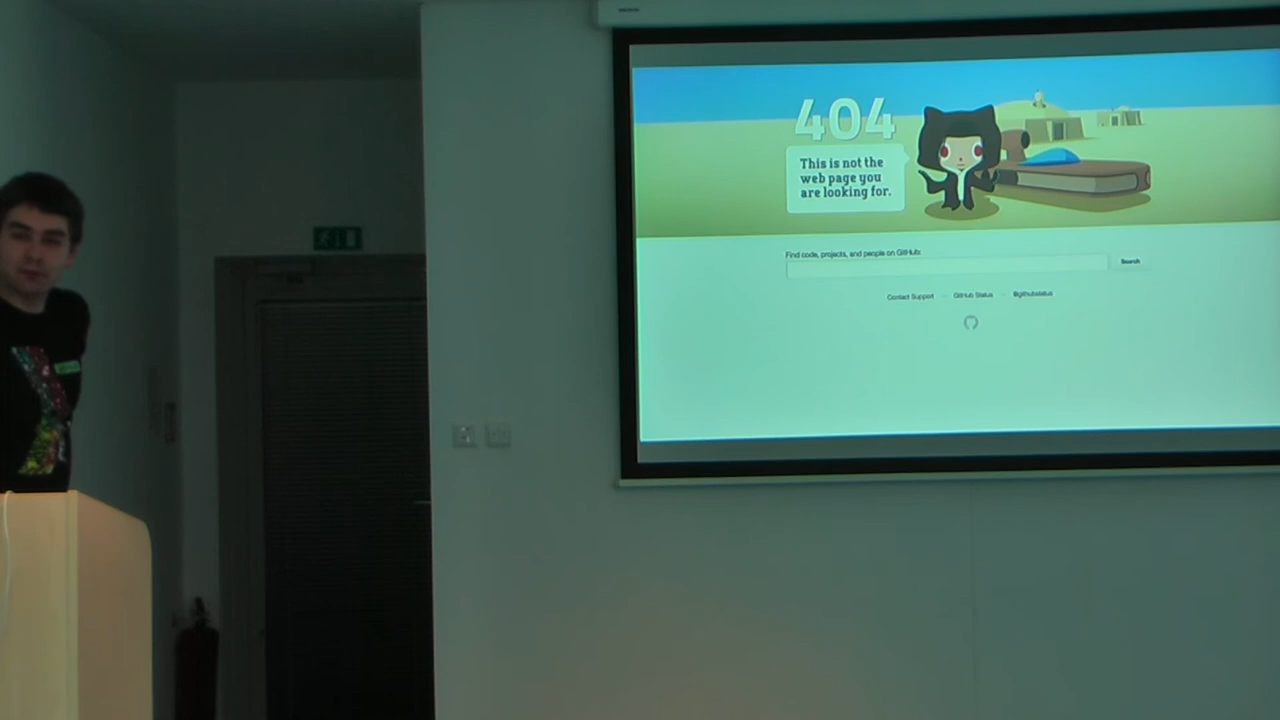 404
This is not the
web page you
are looking for.
Find code, projects, and people on GitHub:
Search
Contact Support — GitHub Status — @githubstatus